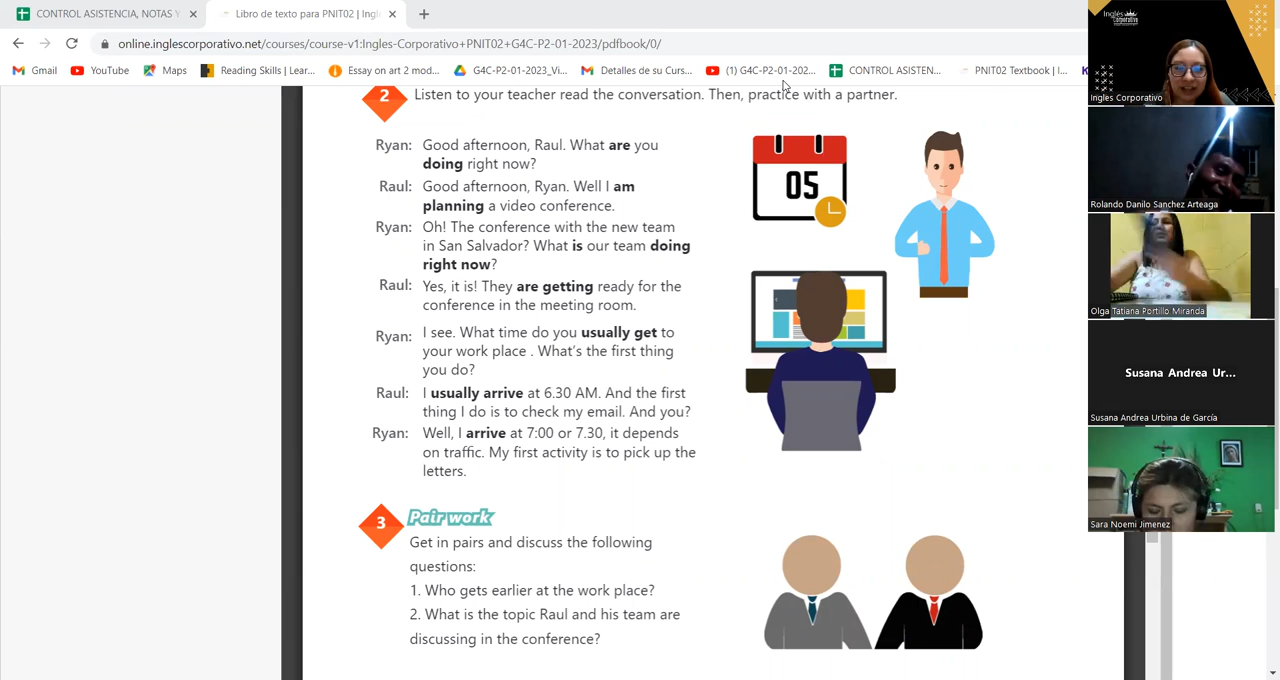 CONTROL ASISTENCIA, NOTAS Y
Libro de texto para PNIT02 | Ingl
online.inglescorporativo.net/courses/course-v1:Ingles-Corporativo+PNIT02+G4C-P2-01-2023/pdfbook/0/
Gmail YouTube Maps Reading Skills | Lear... Essay on art 2 mod... G4C-P2-01-2023_Vi... Detalles de su Curs... (1) G4C-P2-01-202... CONTROL ASISTEN... PNIT02 Textbook | I...
2 Listen to your teacher read the conversation. Then, practice with a partner.
Ryan: Good afternoon, Raul. What are you
doing right now?
Raul: Good afternoon, Ryan. Well I am
planning a video conference.
Ryan: Oh! The conference with the new team
in San Salvador? What is our team doing
right now?
Raul: Yes, it is! They are getting ready for the
conference in the meeting room.
Ryan: I see. What time do you usually get to
your work place . What's the first thing
you do?
Raul: I usually arrive at 6.30 AM. And the first
thing I do is to check my email. And you?
Ryan: Well, I arrive at 7:00 or 7.30, it depends
on traffic. My first activity is to pick up the
letters.
05
3 Pair work
Get in pairs and discuss the following
questions:
1. Who gets earlier at the work place?
2. What is the topic Raul and his team are
discussing in the conference?
Inglés
Corporativo
Ingles Corporativo
Rolando Danilo Sanchez Arteaga
Olga Tatiana Portillo Miranda
Susana Andrea Ur...
Susana Andrea Urbina de García
Sara Noemi Jimenez